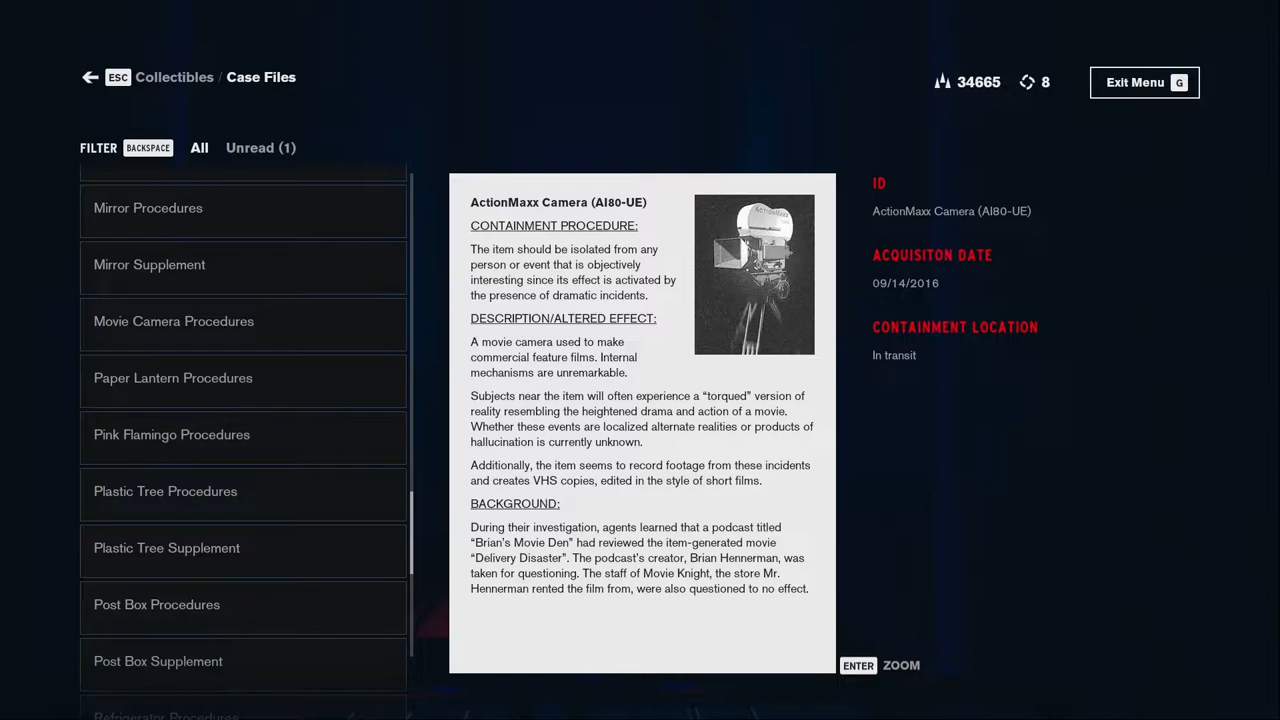 ESC Collectibles / Case Files
34665 8 Exit Menu G
FILTER BACKSPACE All Unread (1)
Mirror Procedures
Mirror Supplement
Movie Camera Procedures
Paper Lantern Procedures
Pink Flamingo Procedures
Plastic Tree Procedures
Plastic Tree Supplement
Post Box Procedures
Post Box Supplement
Refrigerator Procedures
ActionMaxx Camera (AI80-UE)
CONTAINMENT PROCEDURE:
The item should be isolated from any
person or event that is objectively
interesting since its effect is activated by
the presence of dramatic incidents.
DESCRIPTION/ALTERED EFFECT:
A movie camera used to make
commercial feature films. Internal
mechanisms are unremarkable.
ActionMaxx
Subjects near the item will often experience a “torqued” version of
reality resembling the heightened drama and action of a movie.
Whether these events are localized alternate realities or products of
hallucination is currently unknown.
Additionally, the item seems to record footage from these incidents
and creates VHS copies, edited in the style of short films.
BACKGROUND:
During their investigation, agents learned that a podcast titled
“Brian’s Movie Den” had reviewed the item-generated movie
“Delivery Disaster”. The podcast’s creator, Brian Hennerman, was
taken for questioning. The staff of Movie Knight, the store Mr.
Hennerman rented the film from, were also questioned to no effect.
ID
ActionMaxx Camera (AI80-UE)
ACQUISITON DATE
09/14/2016
CONTAINMENT LOCATION
In transit
ENTER ZOOM